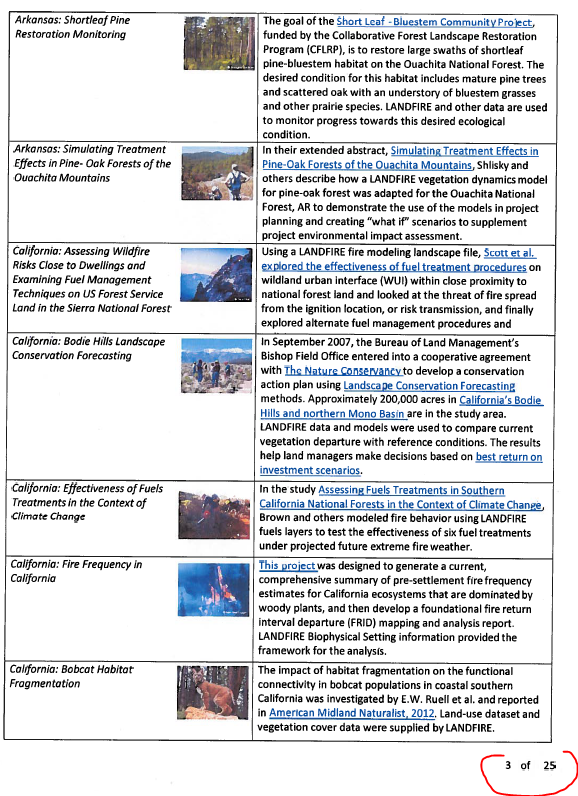 Arkansas: Shortleaf Pine
Restoration Monitoring
The goal of the Short Leaf - Bluestem Community Project,
funded by the Collaborative Forest Landscape Restoration
Program (CFLRP), is to restore large swaths of shortleaf
pine-bluestem habitat on the Ouachita National Forest. The
desired condition for this habitat includes mature pine trees
and scattered oak with an understory of bluestem grasses
and other prairie species. LANDFIRE and other data are used
to monitor progress towards this desired ecological
condition.
Arkansas: Simulating Treatment
Effects in Pine- Oak Forests of the
Ouachita Mountains
In their extended abstract, Simulating Treatment Effects in
Pine-Oak Forests of the Ouachita Mountains, Shlisky and
others describe how a LANDFIRE vegetation dynamics model
for pine-oak forest was adapted for the Ouachita National
Forest, AR to demonstrate the use of the models in project
planning and creating "what if" scenarios to supplement
project environmental impact assessment.
California: Assessing Wildfire
Risks Close to Dwellings and
Examining Fuel Management
Techniques on US Forest Service
Land in the Sierra National Forest
Using a LANDFIRE fire modeling landscape file, Scott et al.
explored the effectiveness of fuel treatment procedures on
wildland urban interface (WUI) within close proximity to
national forest land and looked at the threat of fire spread
from the ignition location, or risk transmission, and finally
explored alternate fuel management procedures and
California: Bodie Hills Landscape
Conservation Forecasting
In September 2007, the Bureau of Land Management's
Bishop Field Office entered into a cooperative agreement
with The Nature Conservancy to develop a conservation
action plan using Landscape Conservation Forecasting
methods. Approximately 200,000 acres in California's Bodie
Hills and northern Mono Basin are in the study area.
LANDFIRE data and models were used to compare current
vegetation departure with reference conditions. The results
help land managers make decisions based on best return on
investment scenarios.
California: Effectiveness of Fuels
Treatments in the Context of
Climate Change
In the study Assessing Fuels Treatments in Southern
California National Forests in the Context of Climate Change,
Brown and others modeled fire behavior using LANDFIRE
fuels layers to test the effectiveness of six fuel treatments
under projected future extreme fire weather.
California: Fire Frequency in
California
This project was designed to generate a current,
comprehensive summary of pre-settlement fire frequency
estimates for California ecosystems that are dominated by
woody plants, and then develop a foundational fire return
interval departure (FRID) mapping and analysis report.
LANDFIRE Biophysical Setting information provided the
framework for the analysis.
California: Bobcat Habitat
Fragmentation
The impact of habitat fragmentation on the functional
connectivity in bobcat populations in coastal southern
California was investigated by E.W. Ruell et al. and reported
in American Midland Naturalist, 2012. Land-use dataset and
vegetation cover data were supplied by LANDFIRE.
3 of 25